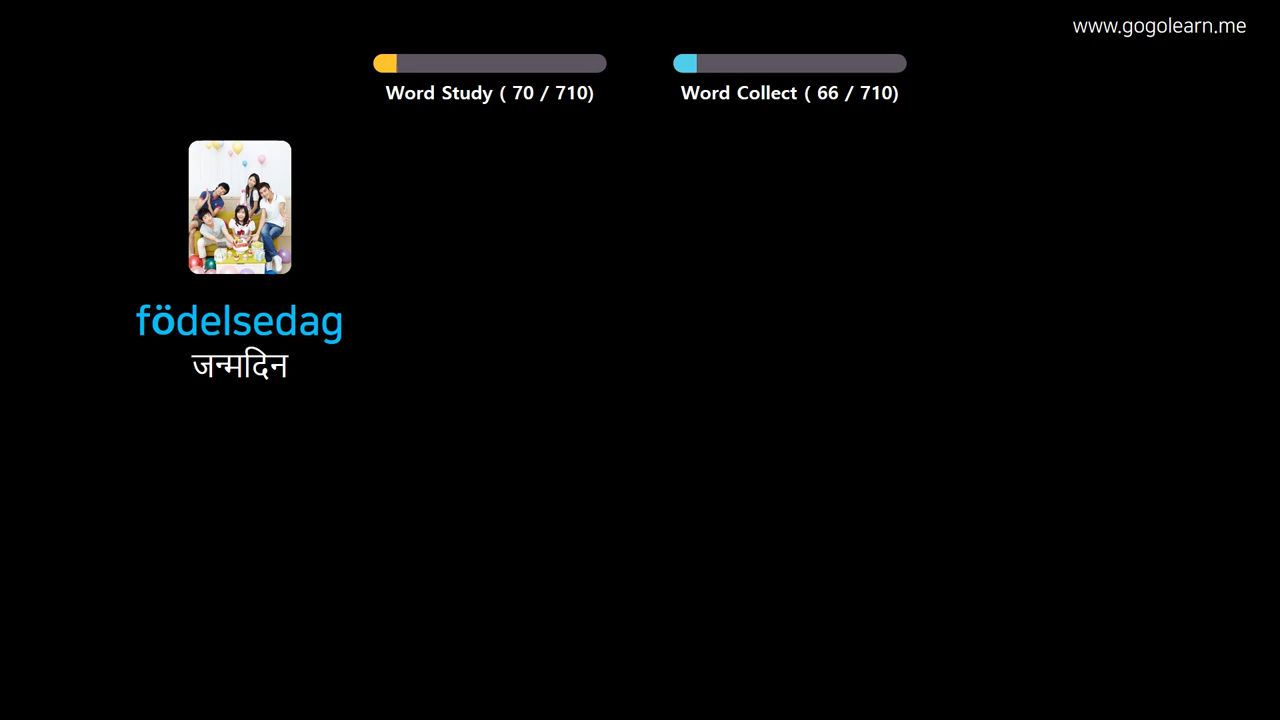 www.gogolearn.me
Word Study ( 70 / 710)
Word Collect ( 66 / 710)
födelsedag
जन्मदिन